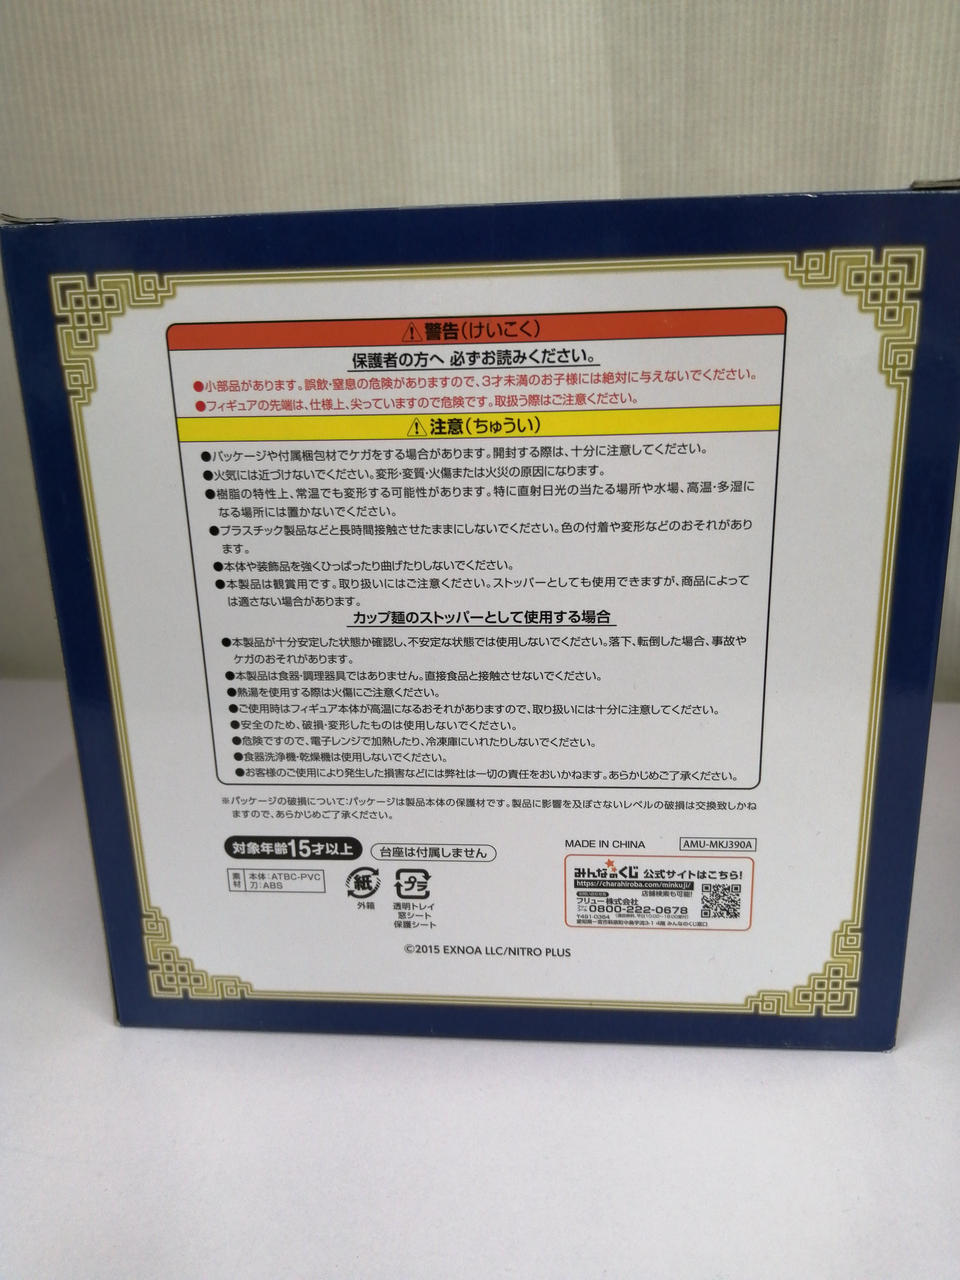 ⚠警告(けいこく)
保護者の方へ 必ずお読みください。
●小部品があります。誤飲・窒息の危険がありますので、3才未満のお子様には絶対に与えないでください。
●フィギュアの先端は、仕様上、尖っていますので危険です。取扱う際はご注意ください。
⚠注意(ちゅうい)
●パッケージや付属梱包材でケガをする場合があります。開封する際は、十分に注意してください。
●火気には近づけないでください。変形・変質・火傷または火災の原因になります。
●樹脂の特性上、常温でも変形する可能性があります。特に直射日光の当たる場所や水場、高温・多湿に
なる場所には置かないでください。
●プラスチック製品などと長時間接触させたままにしないでください。色の付着や変形などのおそれがあり
ます。
●本体や装飾品を強くひっぱったり曲げたりしないでください。
●本製品は観賞用です。取り扱いにはご注意ください。ストッパーとしても使用できますが、商品によって
は適さない場合があります。
カップ麺のストッパーとして使用する場合
●本製品が十分安定した状態か確認し、不安定な状態では使用しないでください。落下、転倒した場合、事故や
ケガのおそれがあります。
●本製品は食器・調理器具ではありません。直接食品と接触させないでください。
●熱湯を使用する際は火傷にご注意ください。
●ご使用時はフィギュア本体が高温になるおそれがありますので、取り扱いには十分に注意してください。
●安全のため、破損・変形したものは使用しないでください。
●危険ですので、電子レンジで加熱したり、冷凍庫にいれたりしないでください。
●食器洗浄機・乾燥機は使用しないでください。
●お客様のご使用により発生した損害などには弊社は一切の責任をおいかねます。あらかじめご了承ください。
※パッケージの破損について:パッケージは製品本体の保護材です。製品に影響を及ぼさないレベルの破損は交換致しかね
ますので、あらかじめご了承ください。
対象年齢15才以上
台座は付属しません
MADE IN CHINA
AMU-MKJ390A
素材
本体:ATBC-PVC
刀:ABS
紙
外箱
プラ
透明トレイ
窓シート
保護シート
みんなのくじ 公式サイトはこちら!
https://charahiroba.com/minkuji/
店舗検索も可能!
フリュー株式会社
0800-222-0678
〒491-0364
©2015 EXNOA LLC/NITRO PLUS